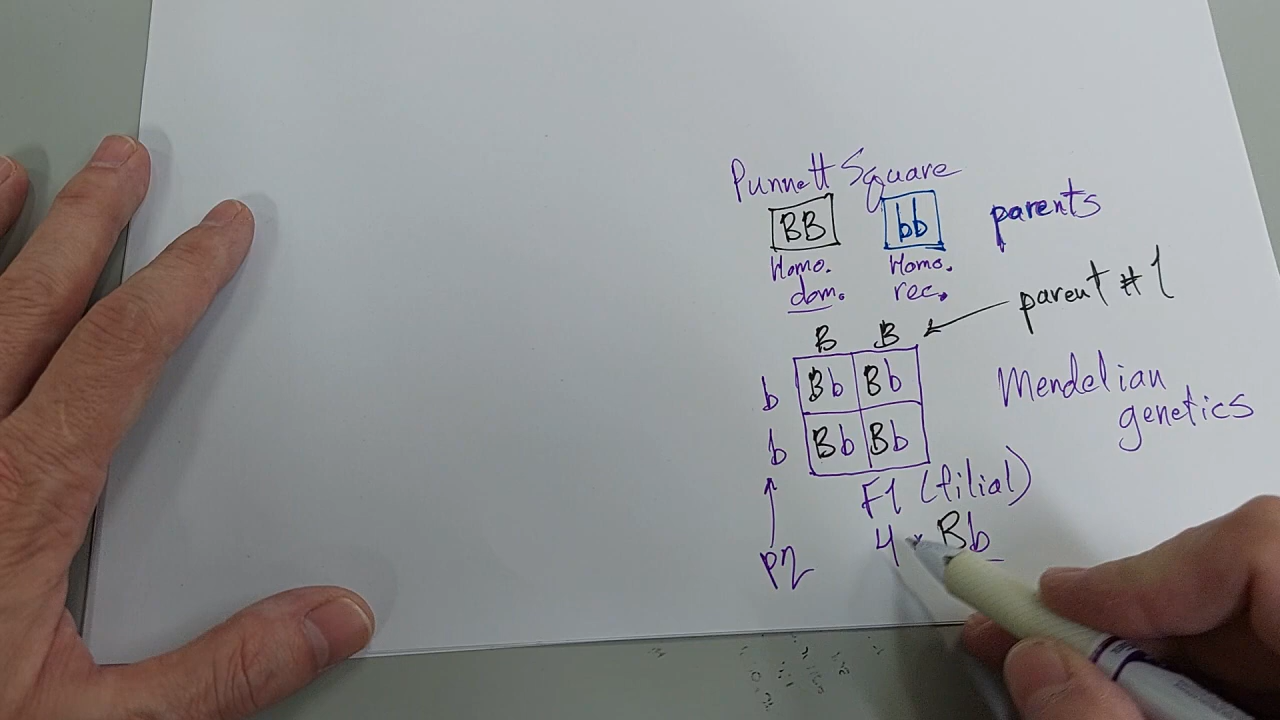 Punnett Square
BB bb parents
Homo. dom. Homo. rec.
parent #1
B B
b Bb Bb
b Bb Bb
Mendelian genetics
F1 (filial)
P2
4 × Bb